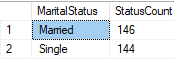 MaritalStatus StatusCount
1 Married 146
2 Single 144